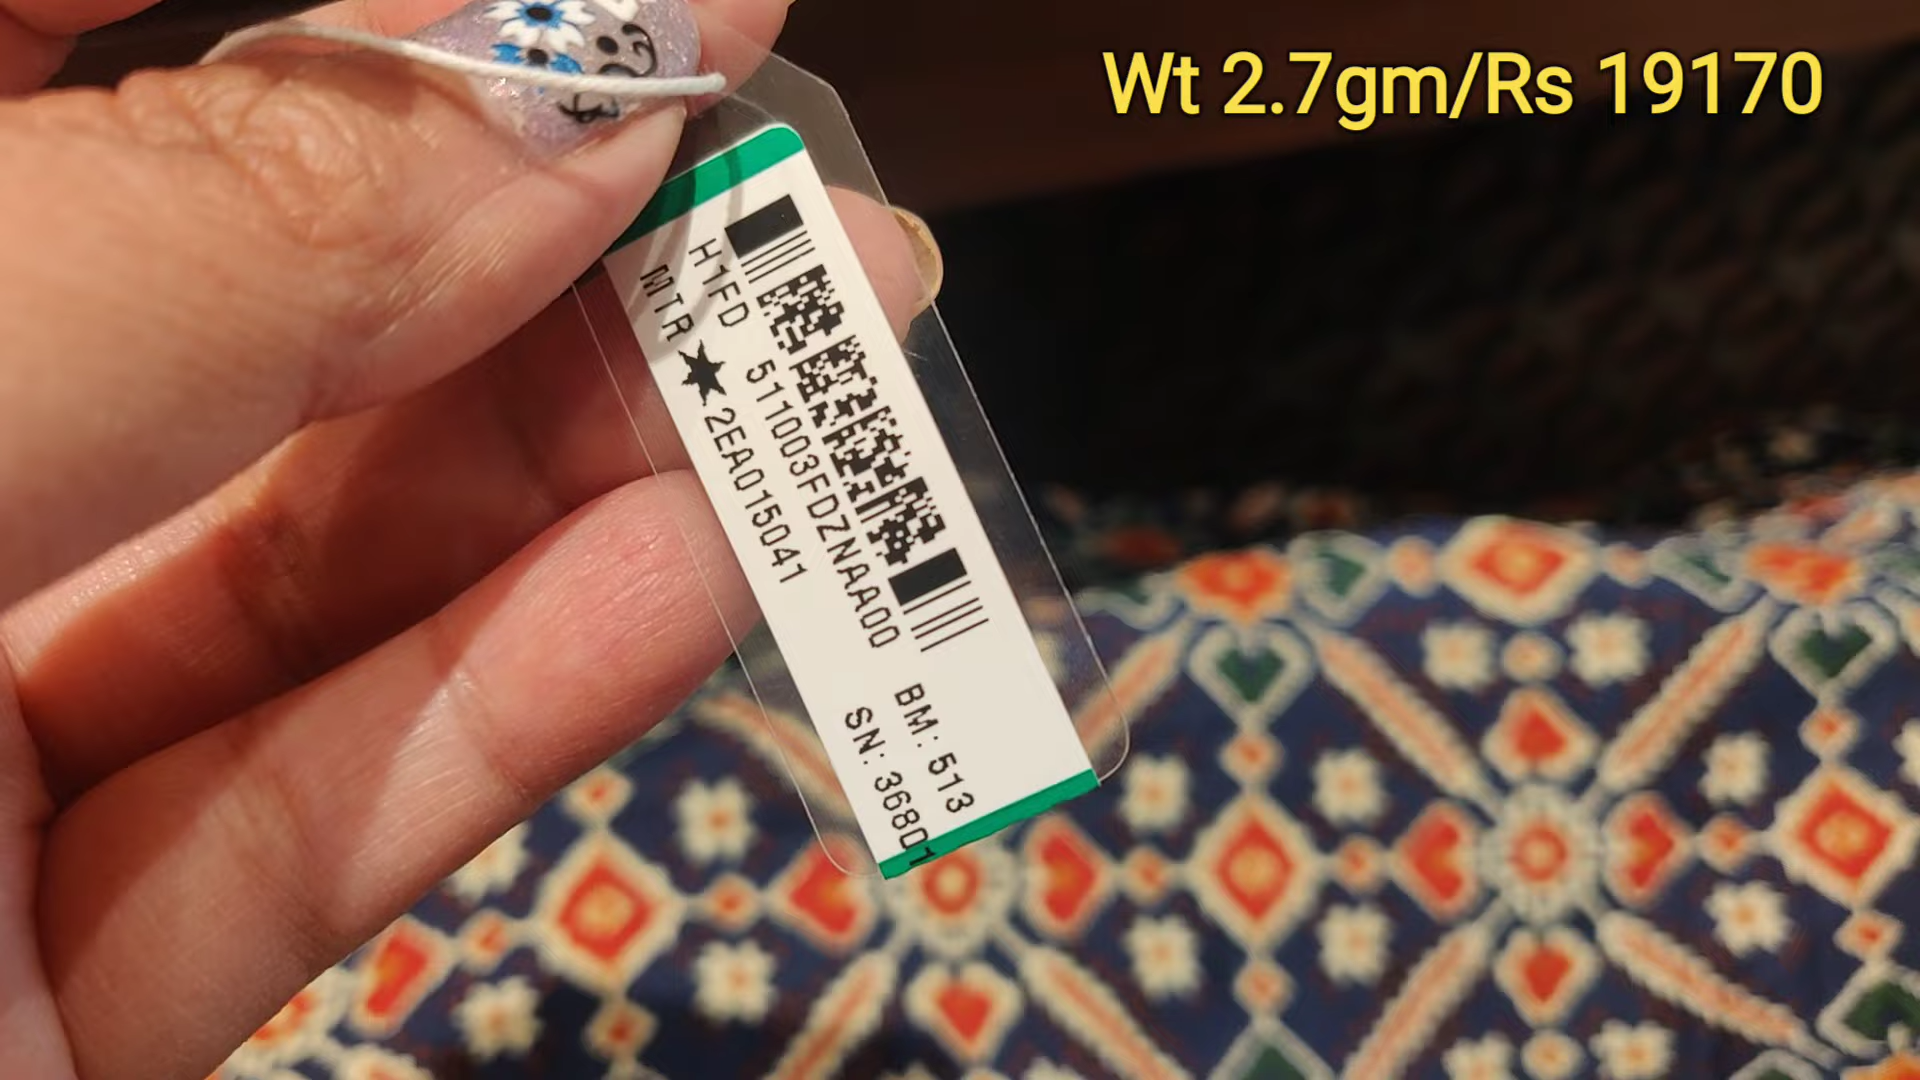 Wt 2.7gm/Rs 19170
H1FD 511003FDZNAA00 BM: 513
MTR ✶2EA015041 SN: 36801